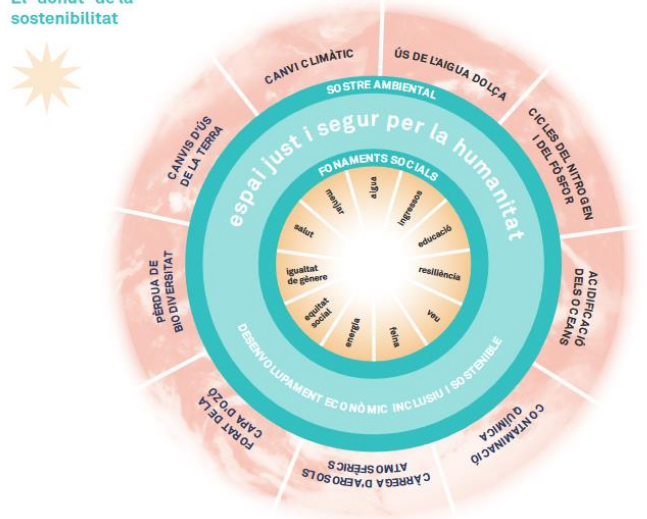 El "donut" de la
sostenibilitat
CANVI CLIMÀTIC
ÚS DE L'AIGUA DOLÇA
CICLES DEL NITROGEN
I DEL FÒSFOR
ACIDIFICACIÓ
DELS OCEANS
CONTAMINACIÓ
QUÍMICA
CÀRREGA D'AEROSOLS
ATMOSFÈRICS
FORAT DE LA
CAPA D'OZÓ
PÈRDUA DE
BIODIVERSITAT
CANVIS D'ÚS
DE LA TERRA
SOSTRE AMBIENTAL
espai just i segur per la humanitat
FONAMENTS SOCIALS
aigua
ingressos
educació
resiliència
veu
feina
energia
equitat
social
igualtat
de gènere
salut
menjar
DESENVOLUPAMENT ECONÒMIC INCLUSIU I SOSTENIBLE